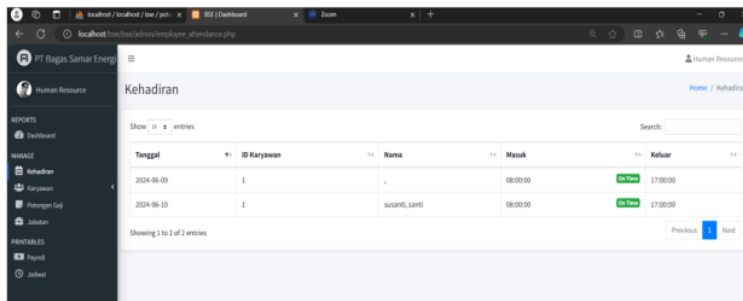 localhost / localhost / bse / poto
BSE | Dashboard
Zoom
localhost/bse/bse/admin/employee_attendance.php
PT Bagas Samar Energi
Human Resource
Human Resource
Kehadiran
Home / Kehadiran
REPORTS
Dashboard
MANAGE
Kehadiran
Karyawan
Potongan Gaji
Jabatan
PRINTABLES
Payroll
Jadwal
Show 10 entries
Search:
Tanggal ID Karyawan Nama Masuk Keluar
2024-06-09 1 , 08:00:00 On Time 17:00:00
2024-06-10 1 susanti, santi 08:00:00 On Time 17:00:00
Showing 1 to 2 of 2 entries
Previous 1 Next